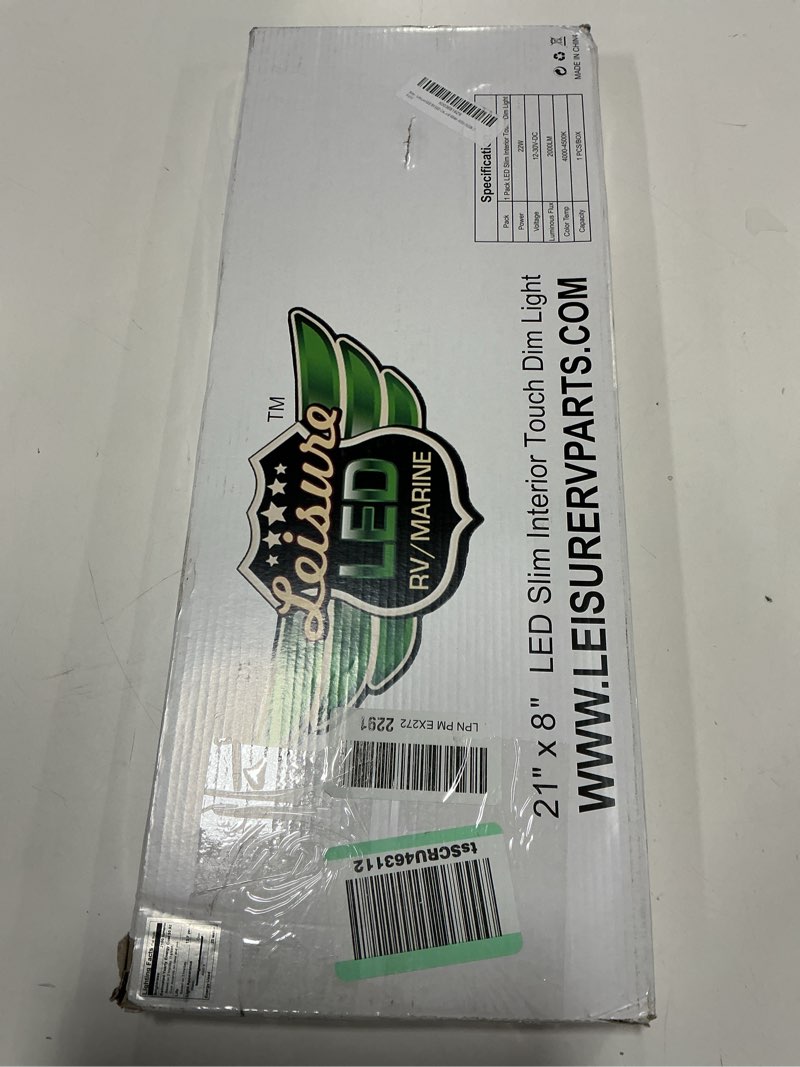 Leisure
TM
LED
RV/MARINE
21" x 8" LED Slim Interior Touch Dim Light
WWW.LEISURERVPARTS.COM
Pack 1 Pack LED Slim Interior Dim Light
Power 22W
Voltage 12-30V-DC
Luminous Flux 2000LM
Color Temp 4000-4500K
Capacity 1 PCS/BOX
MADE IN CHINA
LPN PM EX272 2291
tsSCRU463112
Lighting Facts